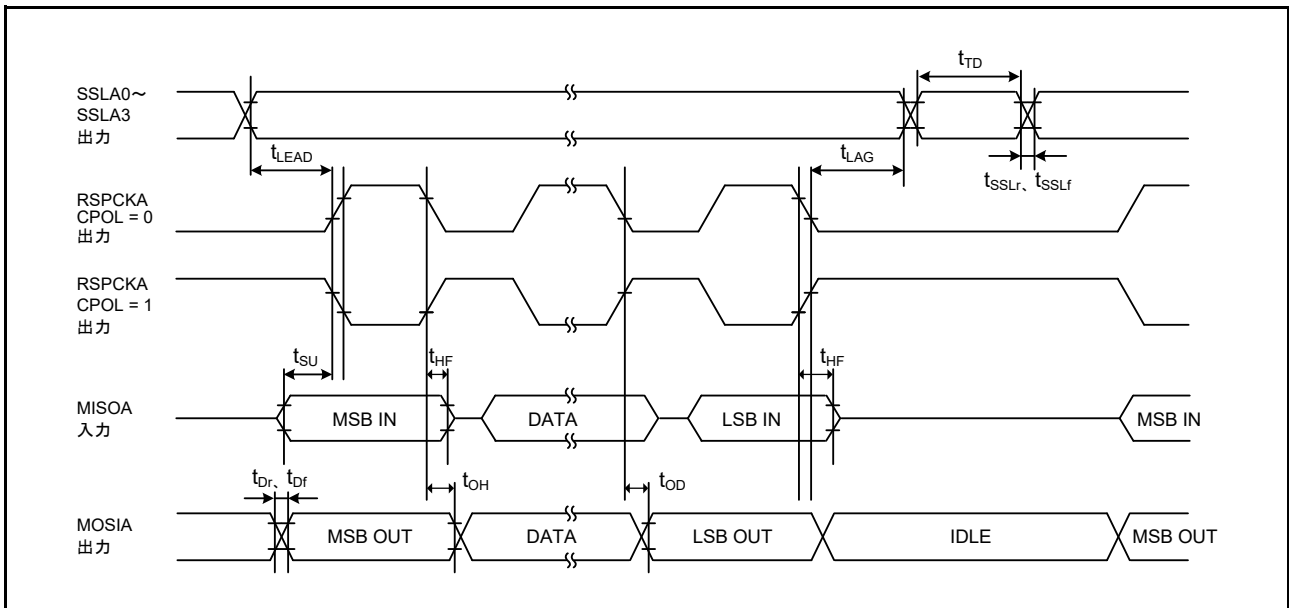 tTD
SSLA0～
SSLA3
出力
tLEAD
tLAG
tSSLr、tSSLf
RSPCKA
CPOL = 0
出力
RSPCKA
CPOL = 1
出力
tSU
tHF
tHF
MISOA
入力
MSB IN
DATA
LSB IN
MSB IN
tDr、tDf
tOH
tOD
MOSIA
出力
MSB OUT
DATA
LSB OUT
IDLE
MSB OUT